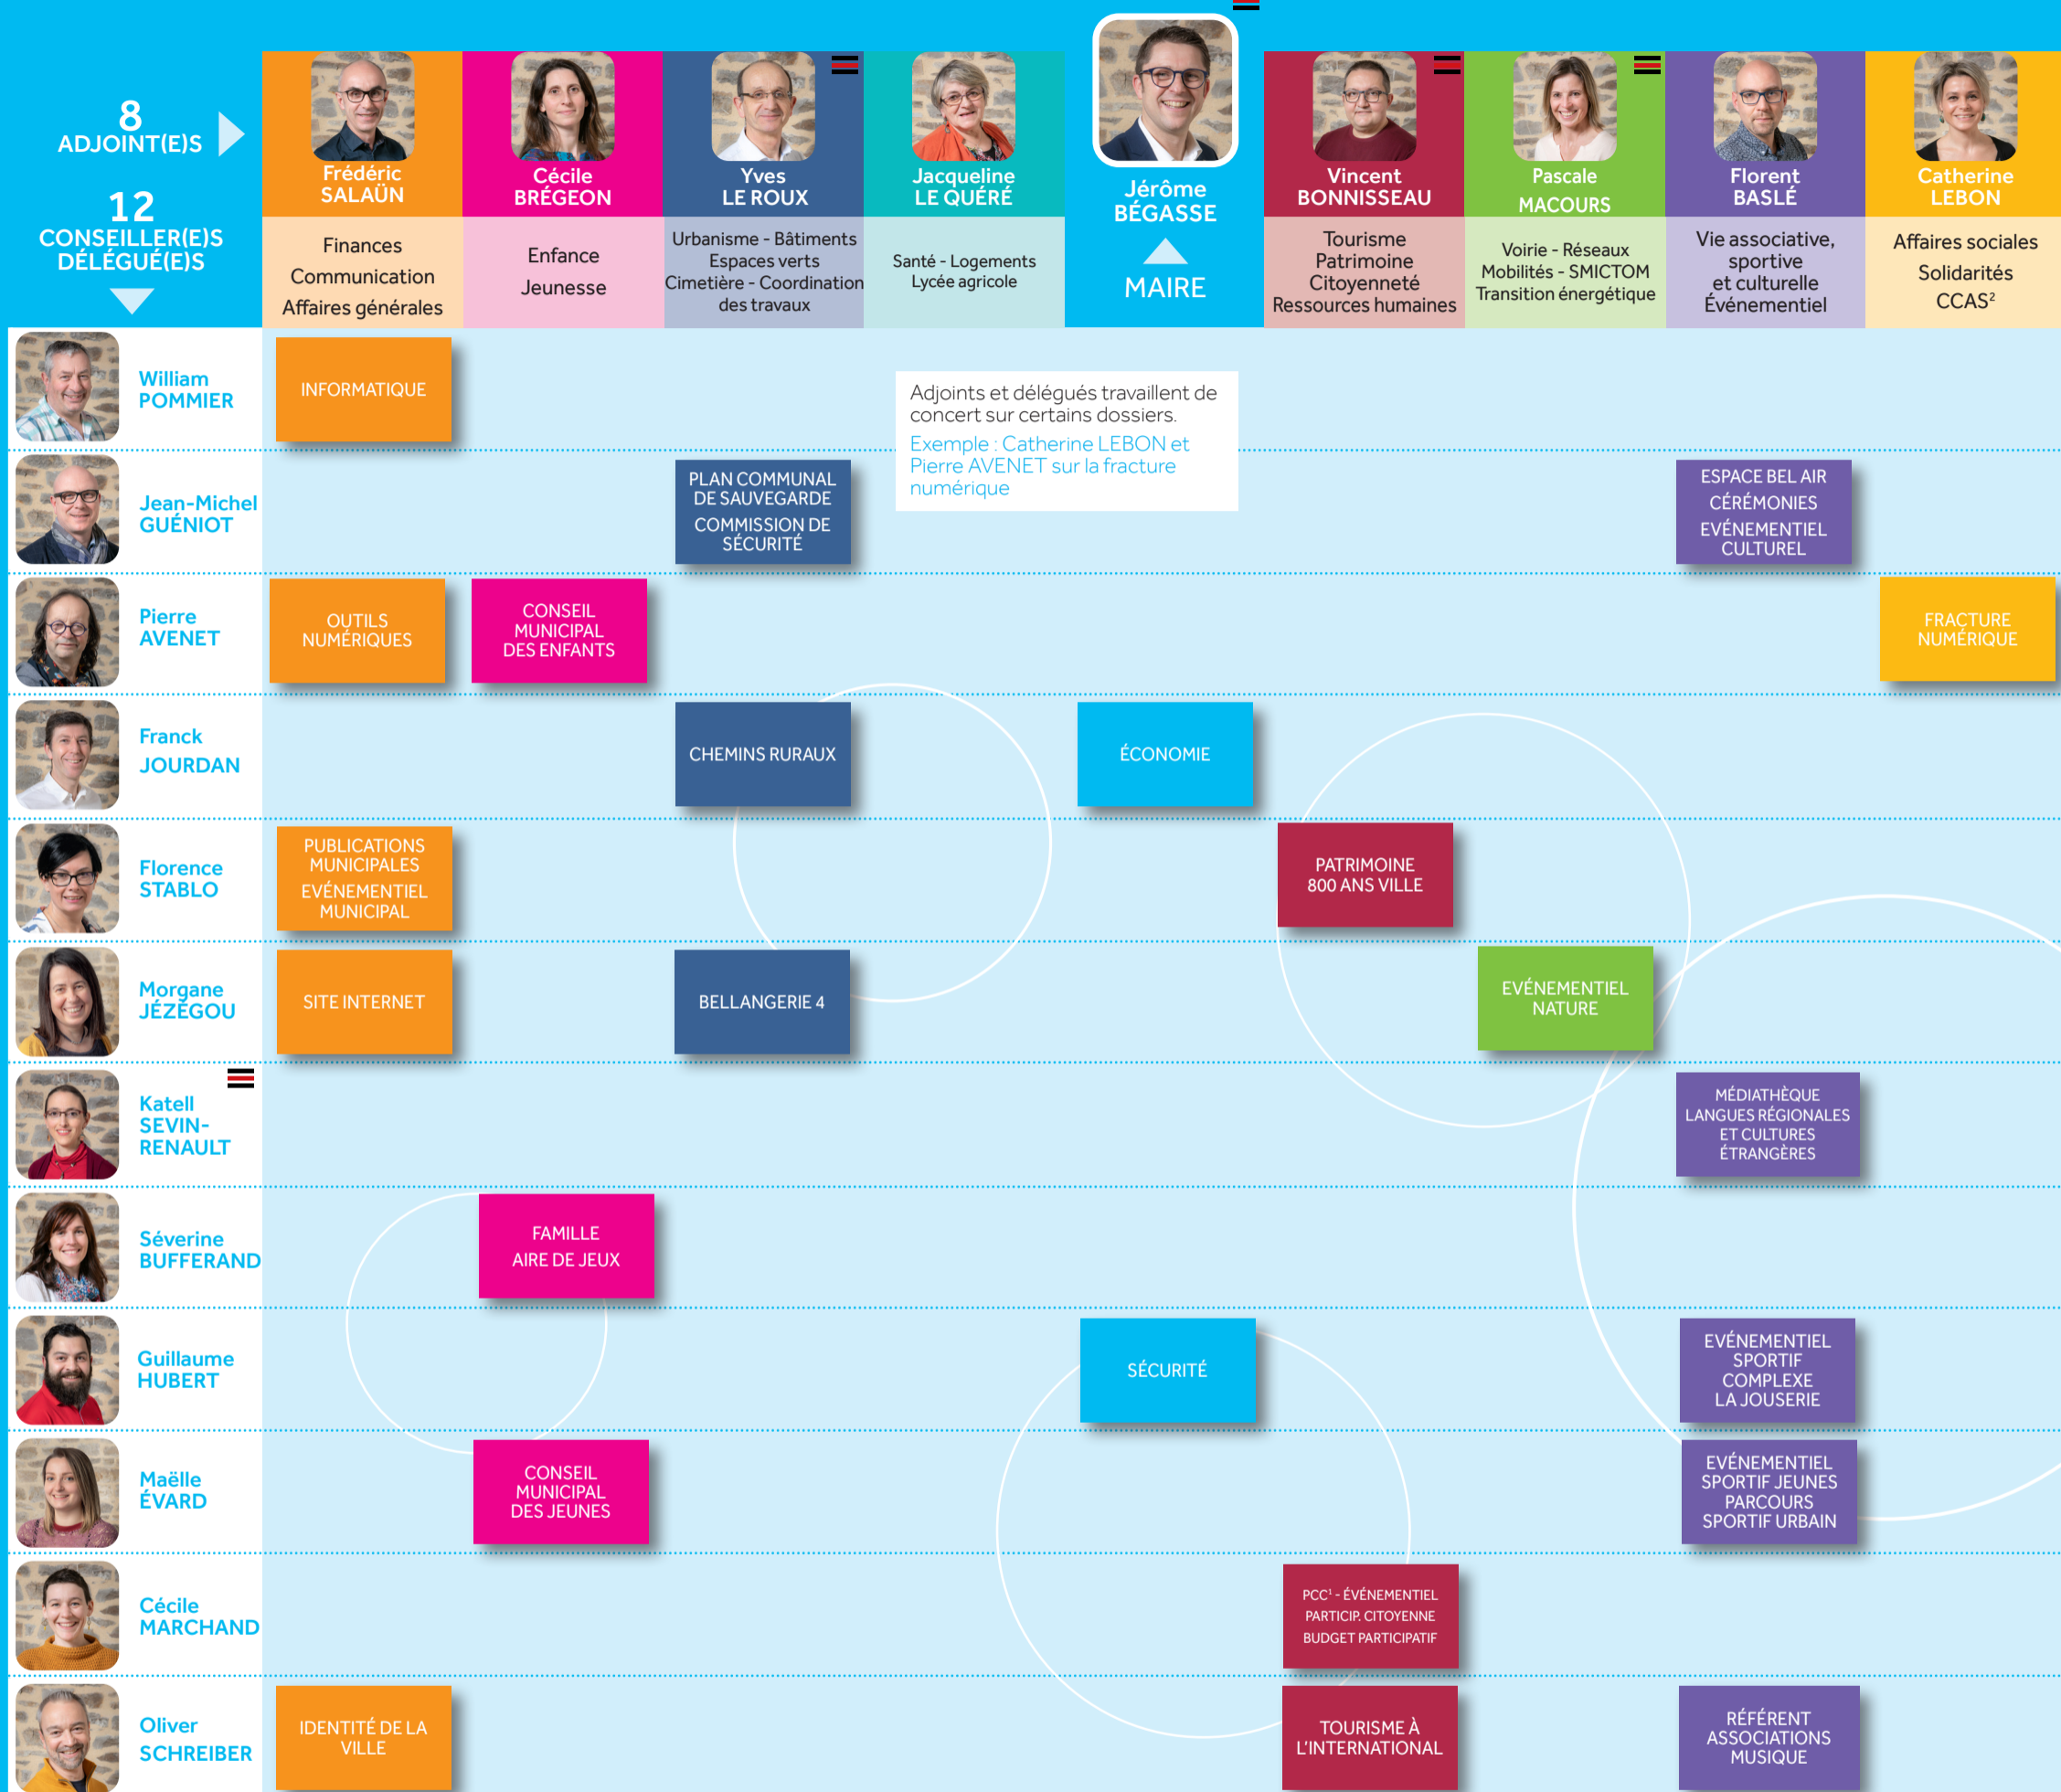 8
ADJOINT(E)S
12
CONSEILLER(E)S
DÉLÉGUÉ(E)S
Frédéric
SALAÜN
Finances
Communication
Affaires générales
Cécile
BRÉGEON
Enfance
Jeunesse
Yves
LE ROUX
Urbanisme - Bâtiments
Espaces verts
Cimetière - Coordination
des travaux
Jacqueline
LE QUÉRÉ
Santé - Logements
Lycée agricole
Jérôme
BÉGASSE
MAIRE
Vincent
BONNISSEAU
Tourisme
Patrimoine
Citoyenneté
Ressources humaines
Pascale
MACOURS
Voirie - Réseaux
Mobilités - SMICTOM
Transition énergétique
Florent
BASLÉ
Vie associative,
sportive
et culturelle
Événementiel
Catherine
LEBON
Affaires sociales
Solidarités
CCAS²
William
POMMIER
INFORMATIQUE
Adjoints et délégués travaillent de
concert sur certains dossiers.
Exemple : Catherine LEBON et
Pierre AVENET sur la fracture
numérique
Jean-Michel
GUÉNIOT
PLAN COMMUNAL
DE SAUVEGARDE
COMMISSION DE
SÉCURITÉ
ESPACE BEL AIR
CÉRÉMONIES
EVÉNEMENTIEL
CULTUREL
Pierre
AVENET
OUTILS
NUMÉRIQUES
CONSEIL
MUNICIPAL
DES ENFANTS
FRACTURE
NUMÉRIQUE
Franck
JOURDAN
CHEMINS RURAUX
ÉCONOMIE
Florence
STABLO
PUBLICATIONS
MUNICIPALES
EVÉNEMENTIEL
MUNICIPAL
PATRIMOINE
800 ANS VILLE
Morgane
JÉZÉGOU
SITE INTERNET
BELLANGERIE 4
EVÉNEMENTIEL
NATURE
Katell
SEVIN-
RENAULT
MÉDIATHÈQUE
LANGUES RÉGIONALES
ET CULTURES
ÉTRANGÈRES
Séverine
BUFFERAND
FAMILLE
AIRE DE JEUX
Guillaume
HUBERT
SÉCURITÉ
EVÉNEMENTIEL
SPORTIF
COMPLEXE
LA JOUSERIE
Maëlle
ÉVARD
CONSEIL
MUNICIPAL
DES JEUNES
EVÉNEMENTIEL
SPORTIF JEUNES
PARCOURS
SPORTIF URBAIN
Cécile
MARCHAND
PCC¹ - ÉVÉNEMENTIEL
PARTICIP. CITOYENNE
BUDGET PARTICIPATIF
Oliver
SCHREIBER
IDENTITÉ DE LA
VILLE
TOURISME À
L'INTERNATIONAL
RÉFÉRENT
ASSOCIATIONS
MUSIQUE